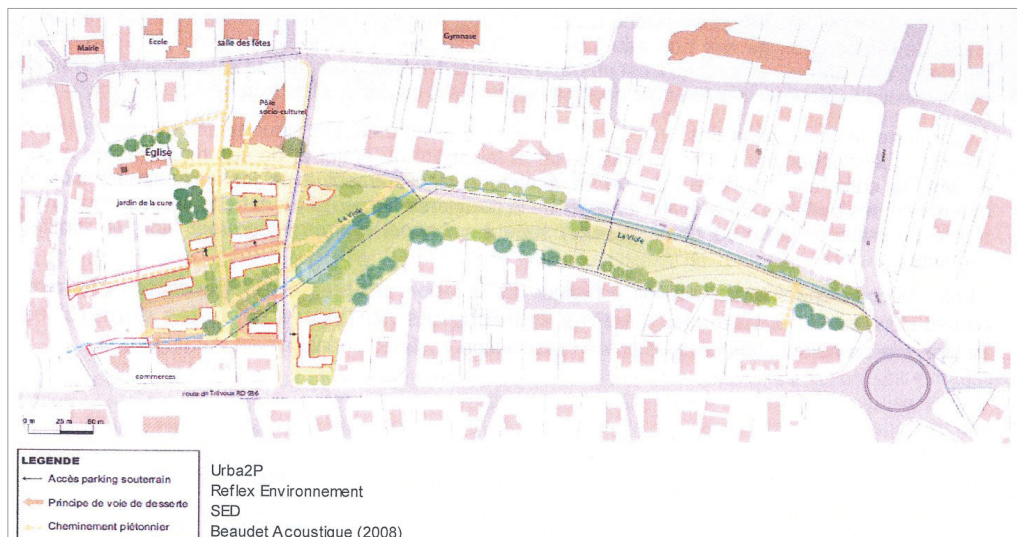 Mairie
Ecole
salle des fêtes
Gymnase
Pôle
socio-culturel
Eglise
jardin de la cure
La Viofe
La Viofe
commerces
route de Trévoux RD 936
0 m 25 m 50 m
LEGENDE
Accès parking souterrain
Principe de voie de desserte
Cheminement piétonnier
Urba2P
Reflex Environnement
SED
Beaudet Acoustique (2008)